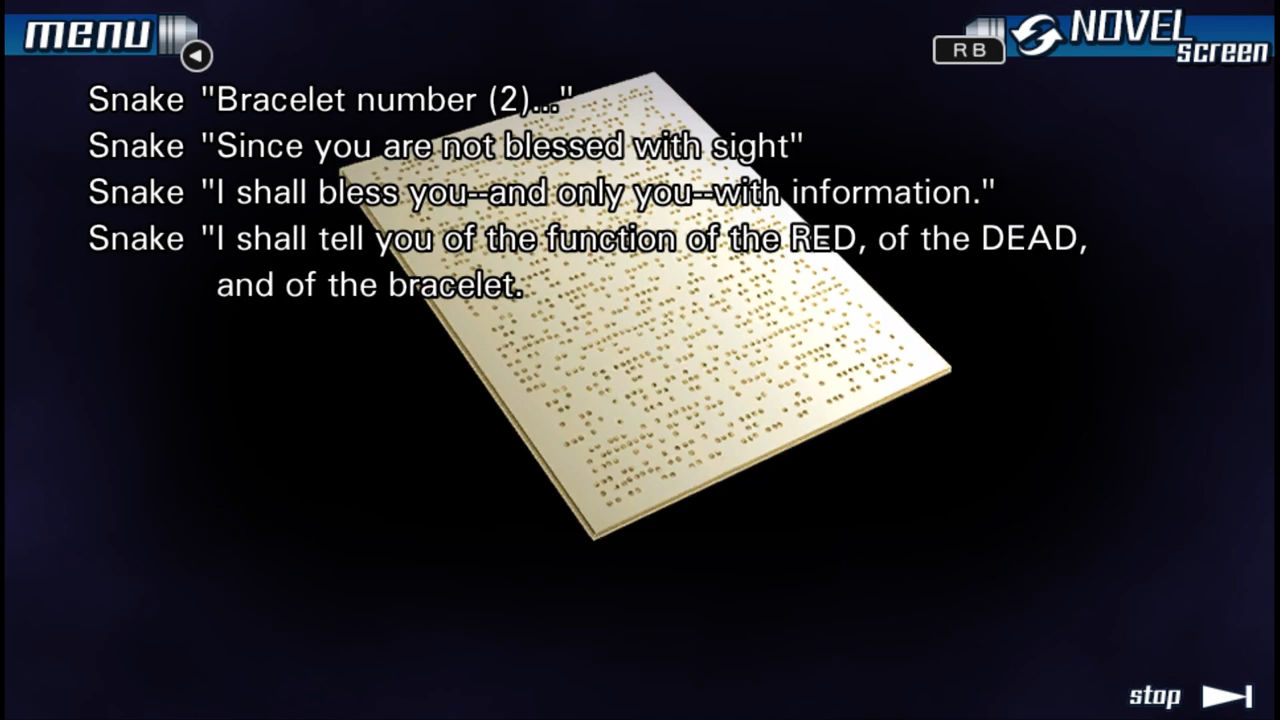 menu
RB NOVEL
screen
Snake "Bracelet number (2)..."
Snake "Since you are not blessed with sight"
Snake "I shall bless you--and only you--with information."
Snake "I shall tell you of the function of the RED, of the DEAD,
and of the bracelet.
stop